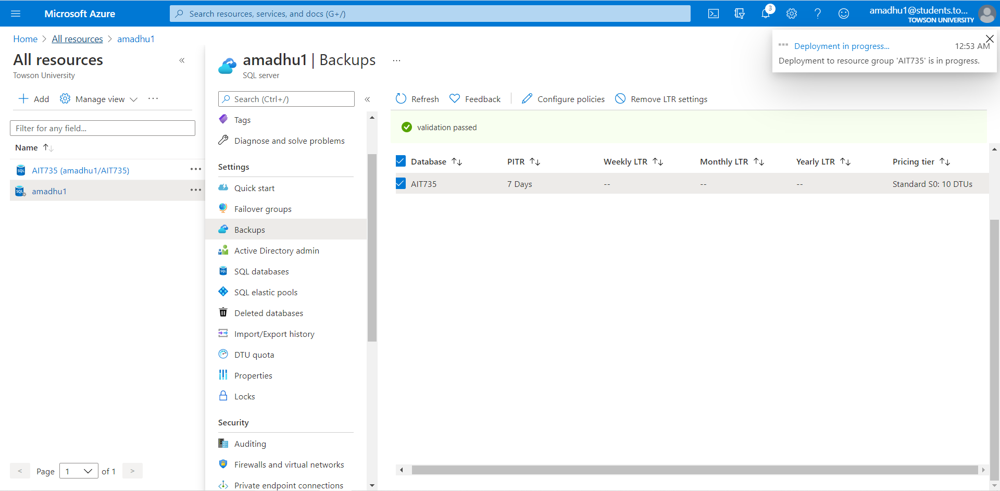 Microsoft Azure
Search resources, services, and docs (G+/)
3
amadhu1@students.to...
TOWSON UNIVERSITY
Home > All resources > amadhu1
Deployment in progress...
12:53 AM
Deployment to resource group 'AIT735' is in progress.
All resources
Towson University
Add
Manage view
Filter for any field...
Name
AIT735 (amadhu1/AIT735)
amadhu1
< Page 1 of 1 >
amadhu1 | Backups
SQL server
Search (Ctrl+/)
Tags
Diagnose and solve problems
Settings
Quick start
Failover groups
Backups
Active Directory admin
SQL databases
SQL elastic pools
Deleted databases
Import/Export history
DTU quota
Properties
Locks
Security
Auditing
Firewalls and virtual networks
Private endpoint connections
Refresh
Feedback
Configure policies
Remove LTR settings
validation passed
Database PITR Weekly LTR Monthly LTR Yearly LTR Pricing tier
AIT735 7 Days -- -- -- Standard S0: 10 DTUs